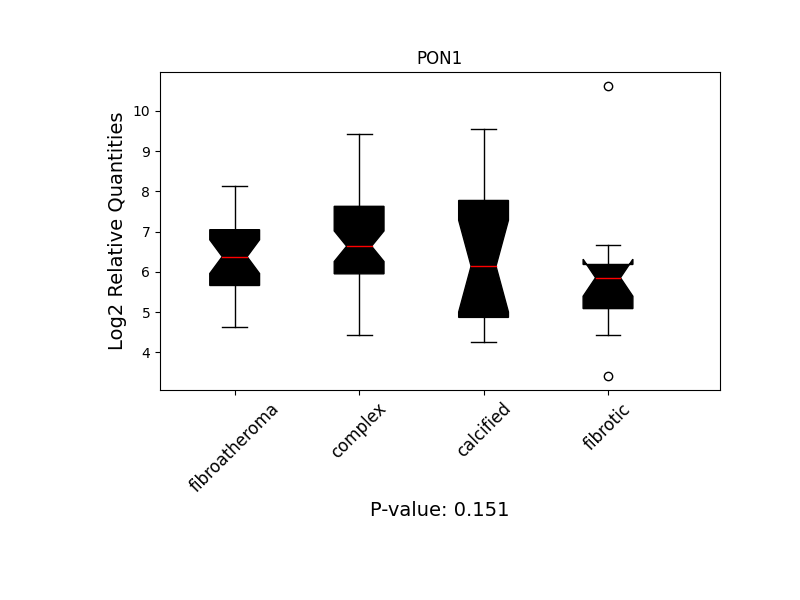 PON1
Log2 Relative Quantities
10
9
8
7
6
5
4
fibroatheroma
complex
calcified
fibrotic
P-value: 0.151